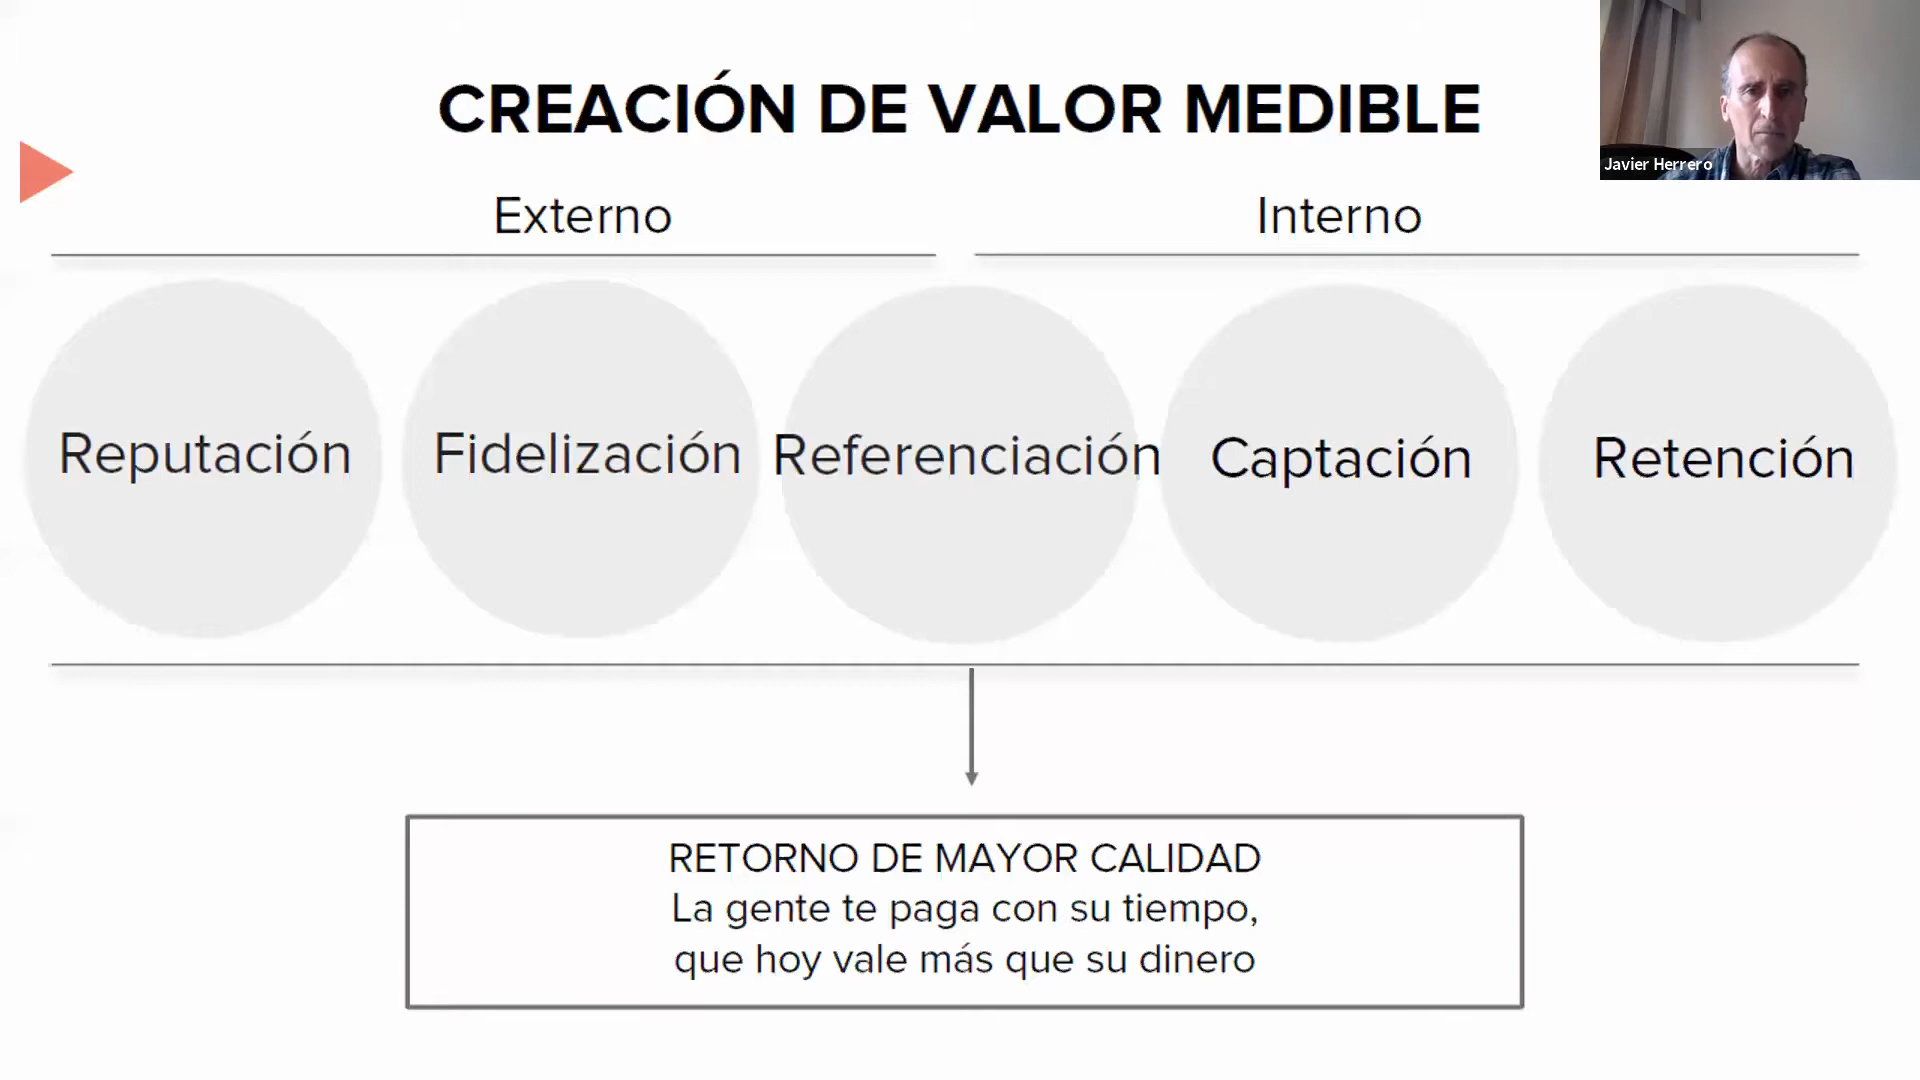 CREACIÓN DE VALOR MEDIBLE
Javier Herrero
Externo
Interno
Reputación
Fidelización
Referenciación
Captación
Retención
RETORNO DE MAYOR CALIDAD
La gente te paga con su tiempo,
que hoy vale más que su dinero